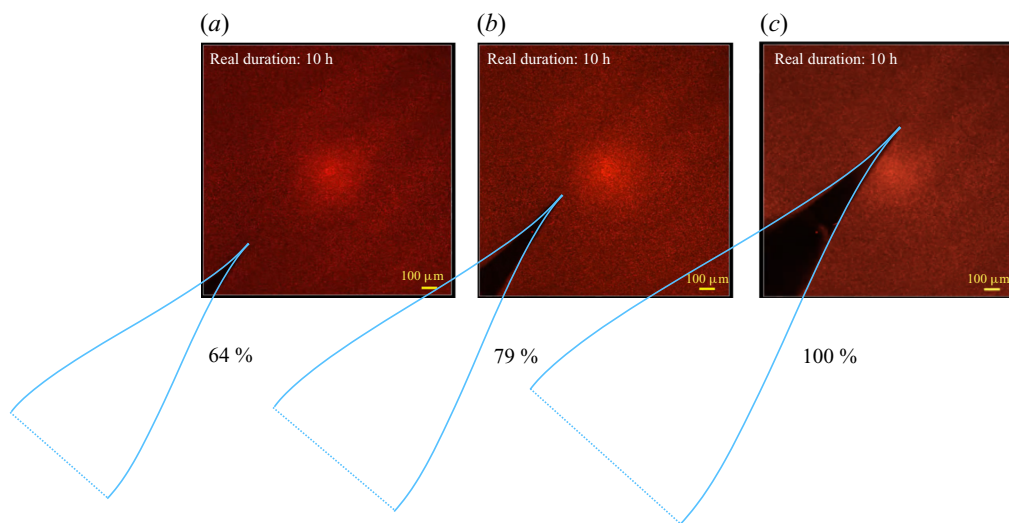 (a)
(b)
(c)
Real duration: 10 h
Real duration: 10 h
Real duration: 10 h
100 μm
100 μm
100 μm
64 %
79 %
100 %